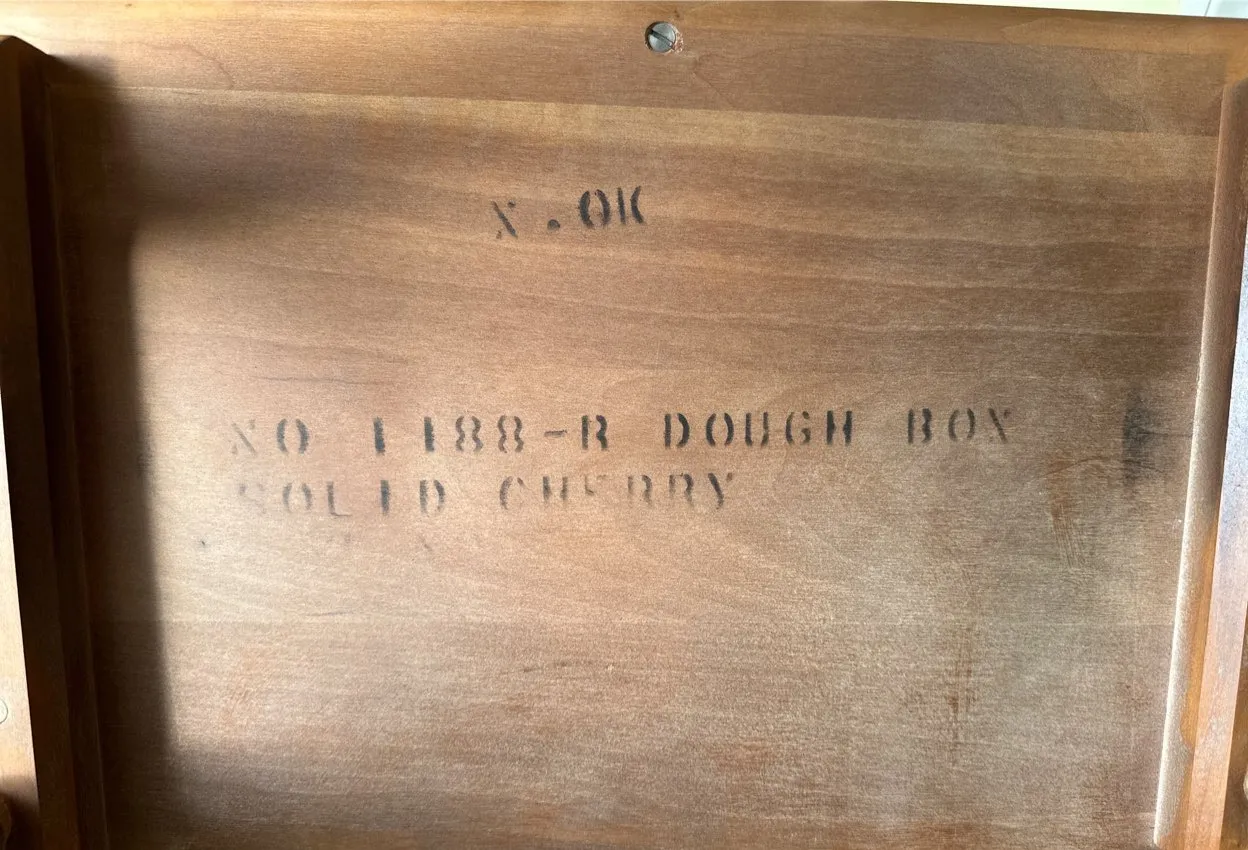 X.OK
NO 1188-R DOUGH BOX
SOLID CHERRY